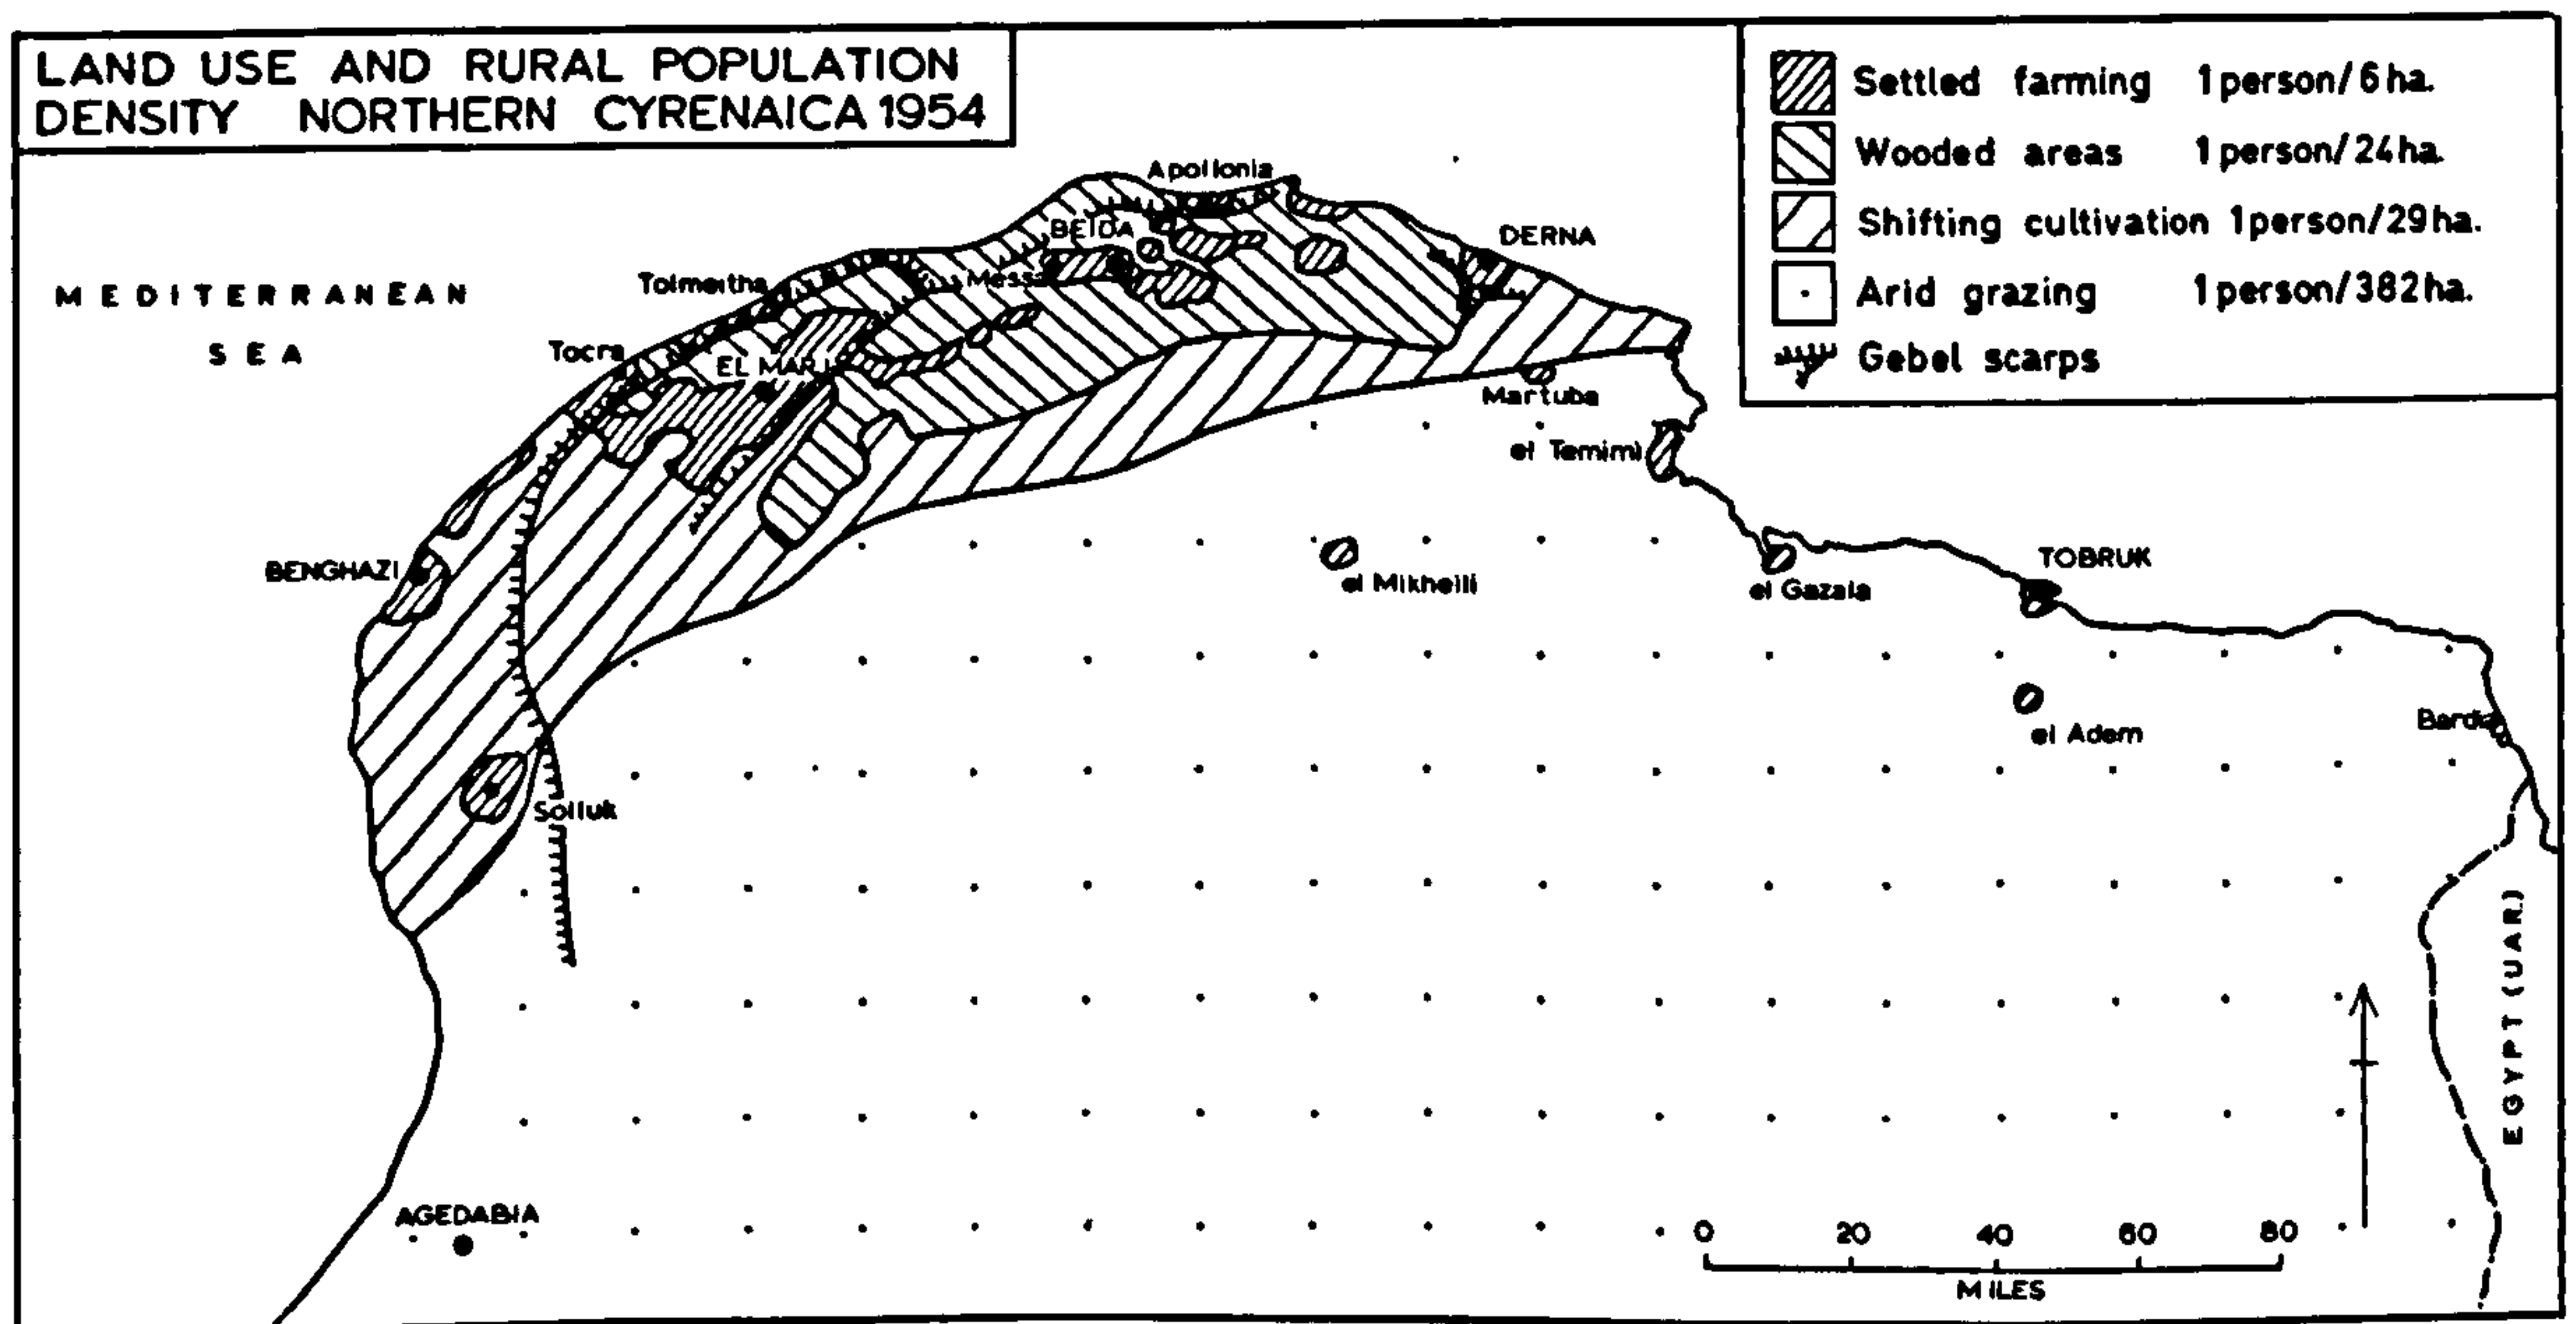 LAND USE AND RURAL POPULATION
DENSITY NORTHERN CYRENAICA 1954
Settled farming 1 person/6 ha.
Wooded areas 1 person/24 ha.
Shifting cultivation 1 person/29 ha.
Arid grazing 1 person/382 ha.
Gebel scarps
MEDITERRANEAN
SEA
Apollonia
BEIDA
DERNA
Messa
Tolmeitha
Tocra
EL MARJ
Martuba
el Temimi
BENGHAZI
el Mikheili
el Gazala
TOBRUK
el Adem
Bardia
Solluk
EGYPT (UAR.)
AGEDABIA
0 20 40 60 80
MILES